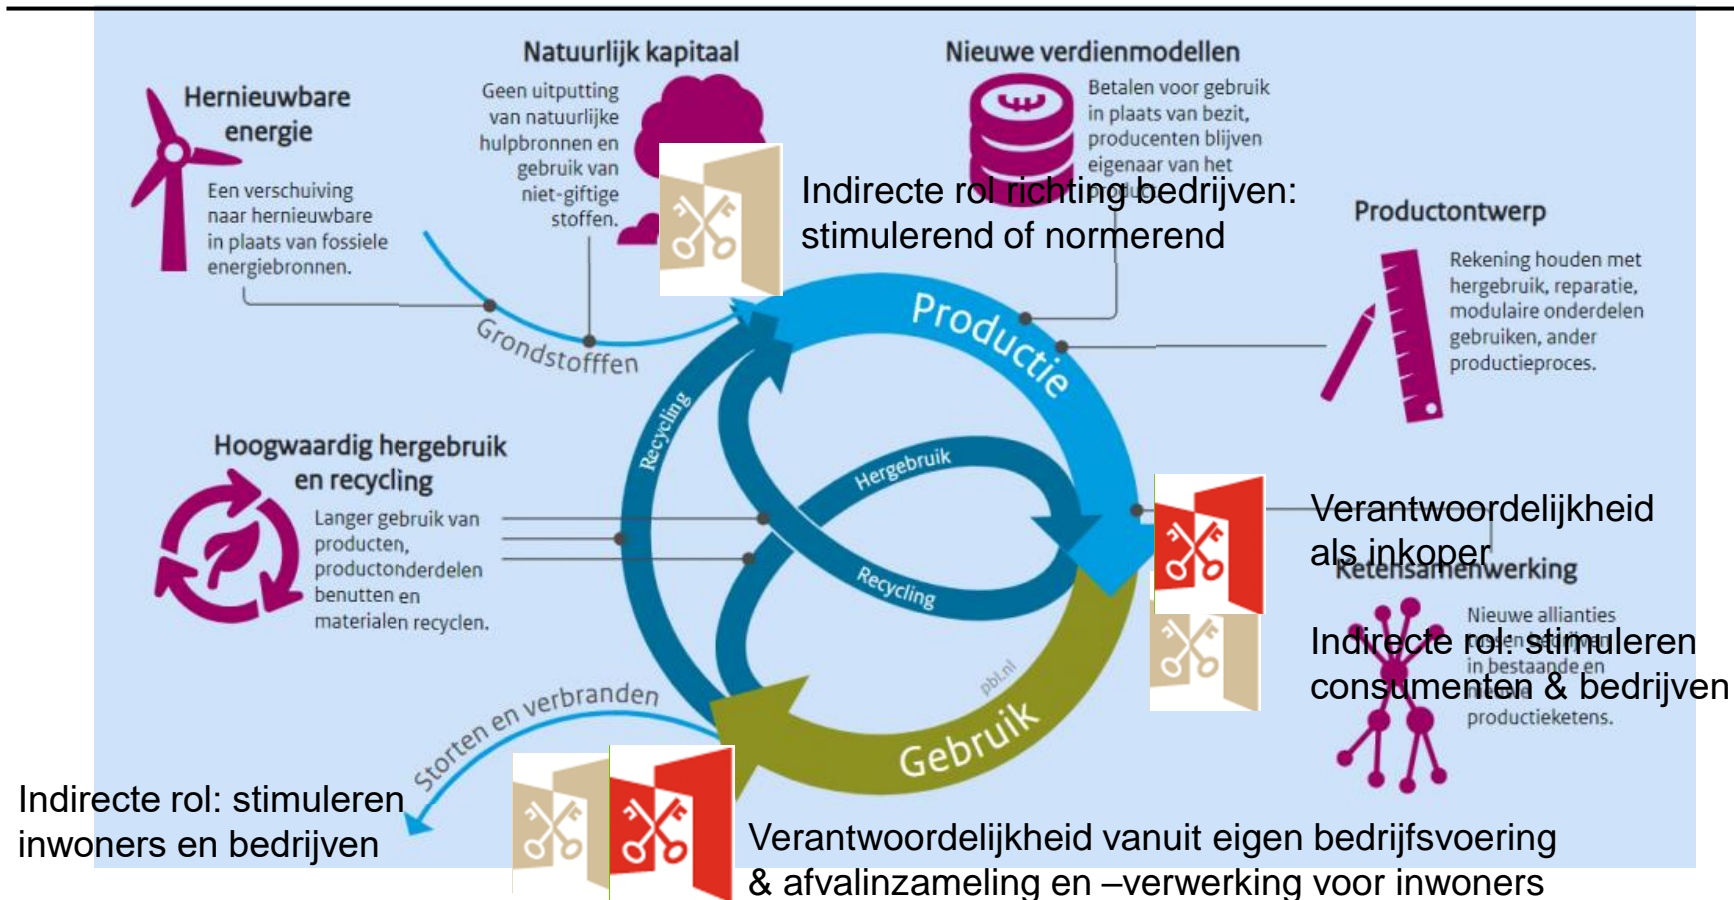 Natuurlijk kapitaal
Geen uitputting
van natuurlijke
hulpbronnen en
gebruik van
niet-giftige
stoffen.
Nieuwe verdienmodellen
Betalen voor gebruik
in plaats van bezit,
producenten blijven
eigenaar van het
product.
Hernieuwbare
energie
Een verschuiving
naar hernieuwbare
in plaats van fossiele
energiebronnen.
Indirecte rol richting bedrijven:
stimulerend of normerend
Productontwerp
Rekening houden met
hergebruik, reparatie,
modulaire onderdelen
gebruiken, ander
productieproces.
Grondstofffen
Productie
Recycling
Hergebruik
Recycling
Hoogwaardig hergebruik
en recycling
Langer gebruik van
producten,
productonderdelen
benutten en
materialen recyclen.
Verantwoordelijkheid
als inkoper
Ketensamenwerking
Nieuwe allianties
tussen bedrijven
in bestaande en
nieuwe
productieketens.
Indirecte rol: stimuleren
consumenten & bedrijven
pbl.nl
Gebruik
Storten en verbranden
Indirecte rol: stimuleren
inwoners en bedrijven
Verantwoordelijkheid vanuit eigen bedrijfsvoering
& afvalinzameling en –verwerking voor inwoners